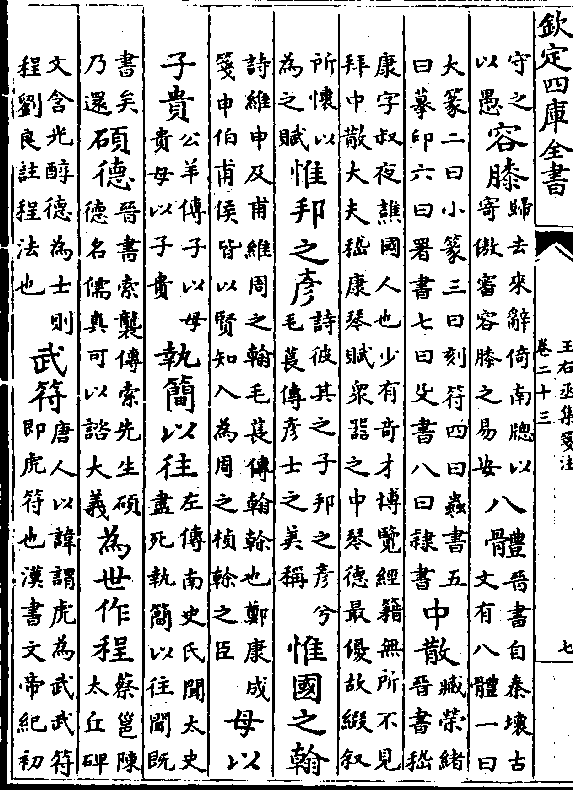 欽定四庫全書
王右丞集箋注
卷二十三
七
守之以愚容膝歸去來辭倚南牕以寄傲審容膝之易安八體晉書自秦壞古文有八體一曰
大篆二曰小篆三曰刻符四曰蟲書五曰摹印六曰署書七曰殳書八曰隸書中散臧榮緒晉書嵇
康字叔夜譙國人也少有奇才博覽經籍無所不見拜中散大夫嵇康琴賦衆器之中琴德最優故綴叙
所懷以為之賦惟邦之彦詩彼其之子邦之彦兮毛萇傳彦士之美稱惟國之翰
詩維申及甫維周之翰毛萇傳翰榦也鄭康成箋申伯甫侯皆以賢知入為周之楨榦之臣母以
子貴公羊傳子以母貴母以子貴執簡以往左傳南史氏聞太史盡死執簡以往聞既
書矣乃還碩德晉書索襲傳索先生碩德名儒真可以諮大義為世作程蔡邕陳太丘碑
文含光醇德為士則程劉良註程法也武符唐人以諱謂虎為武武符即虎符也漢書文帝紀初